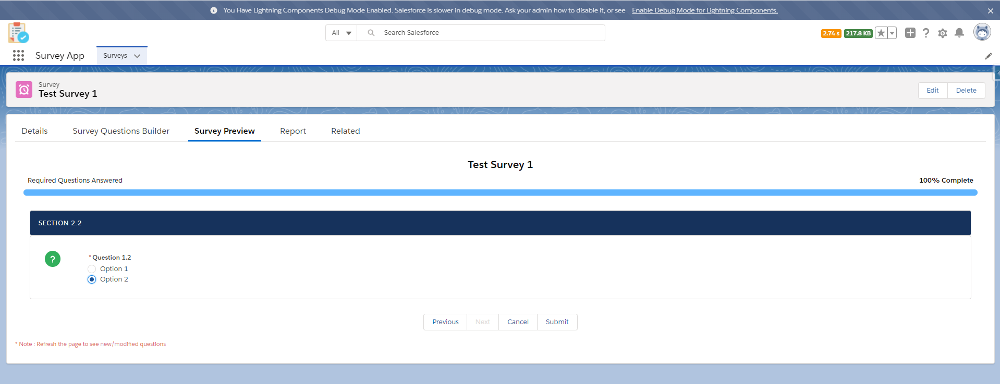 You Have Lightning Components Debug Mode Enabled. Salesforce is slower in debug mode. Ask your admin how to disable it, or see Enable Debug Mode for Lightning Components.
All Search Salesforce
2.74 s 217.8 KB
Survey App Surveys
Survey
Test Survey 1
Edit Delete
Details Survey Questions Builder Survey Preview Report Related
Test Survey 1
Required Questions Answered 100% Complete
SECTION 2.2
?
* Question 1.2
Option 1
Option 2
Previous Next Cancel Submit
* Note : Refresh the page to see new/modified questions